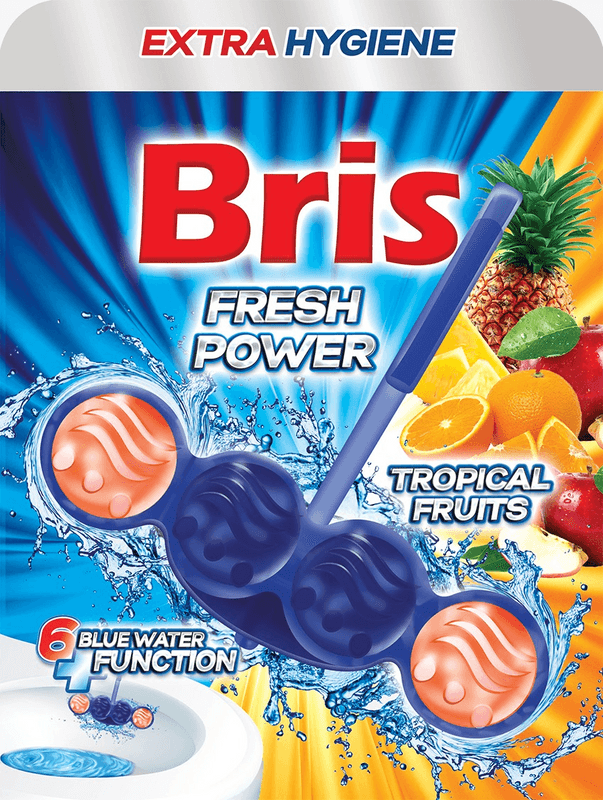 EXTRA HYGIENE
Bris
FRESH
POWER
TROPICAL
FRUITS
6+ BLUE WATER
FUNCTION